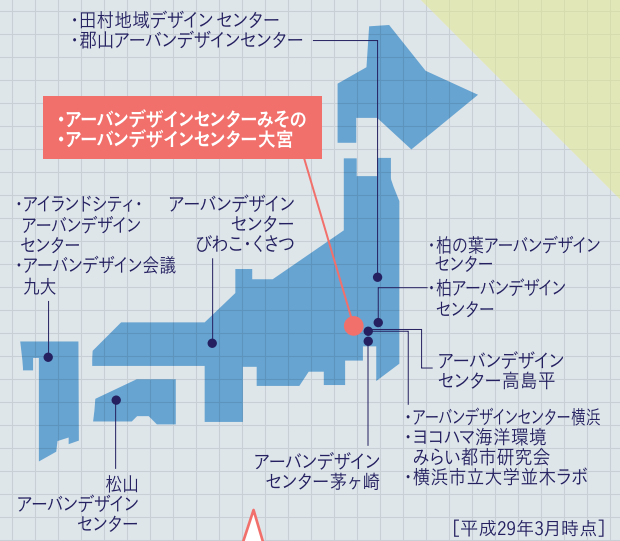 ・田村地域デザインセンター
・郡山アーバンデザインセンター
・アーバンデザインセンターみその
・アーバンデザインセンター大宮
・アイランドシティ・
アーバンデザイン
センター
・アーバンデザイン会議
九大
アーバンデザイン
センター
びわこ・くさつ
・柏の葉アーバンデザイン
センター
・柏アーバンデザイン
センター
アーバンデザイン
センター高島平
・アーバンデザインセンター横浜
・ヨコハマ海洋環境
みらい都市研究会
・横浜市立大学並木ラボ
アーバンデザイン
センター茅ヶ崎
松山
アーバンデザイン
センター
[平成29年3月時点]